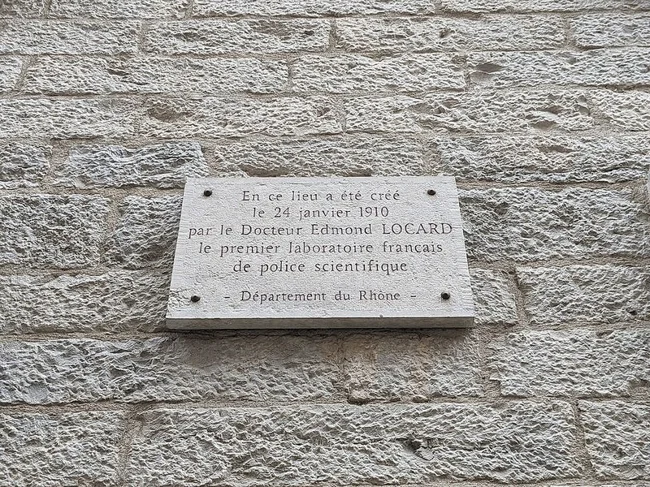 En ce lieu a été créé
le 24 janvier 1910
par le Docteur Edmond LOCARD
le premier laboratoire français
de police scientifique
- Département du Rhône -